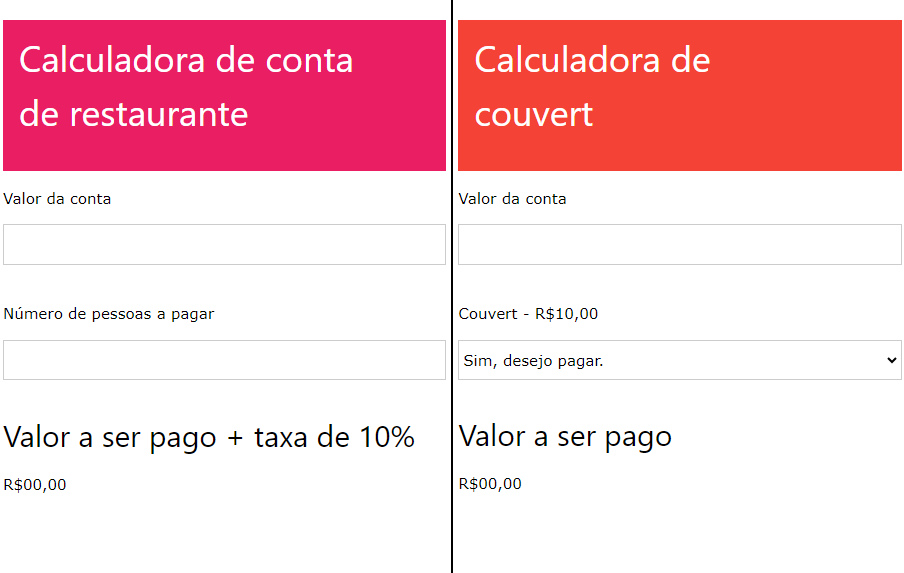 Calculadora de conta
de restaurante
Valor da conta
Número de pessoas a pagar
Valor a ser pago + taxa de 10%
R$00,00
Calculadora de
couvert
Valor da conta
Couvert - R$10,00
Sim, desejo pagar.
Valor a ser pago
R$00,00